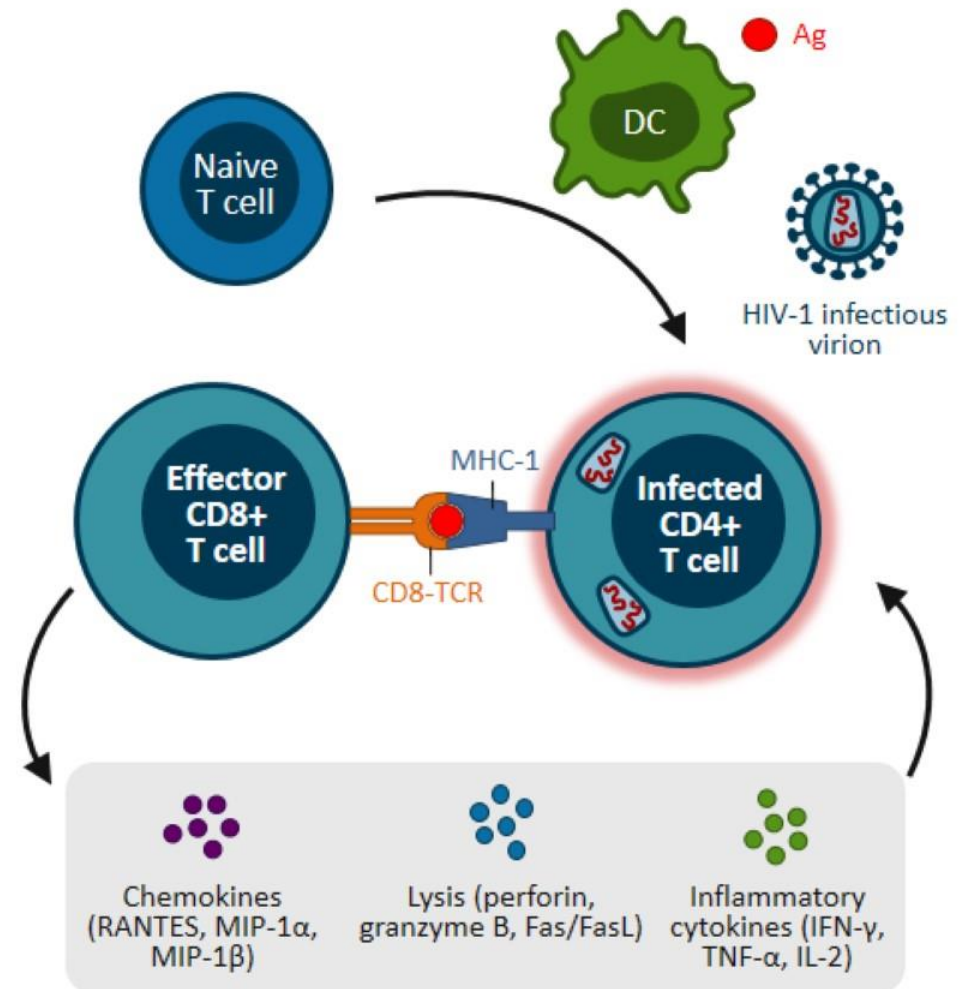 Ag
DC
Naive
T cell
HIV-1 infectious
virion
MHC-1
Effector
CD8+
T cell
Infected
CD4+
T cell
CD8-TCR
Chemokines
(RANTES, MIP-1α,
MIP-1β)
Lysis (perforin,
granzyme B, Fas/FasL)
Inflammatory
cytokines (IFN-γ,
TNF-α, IL-2)